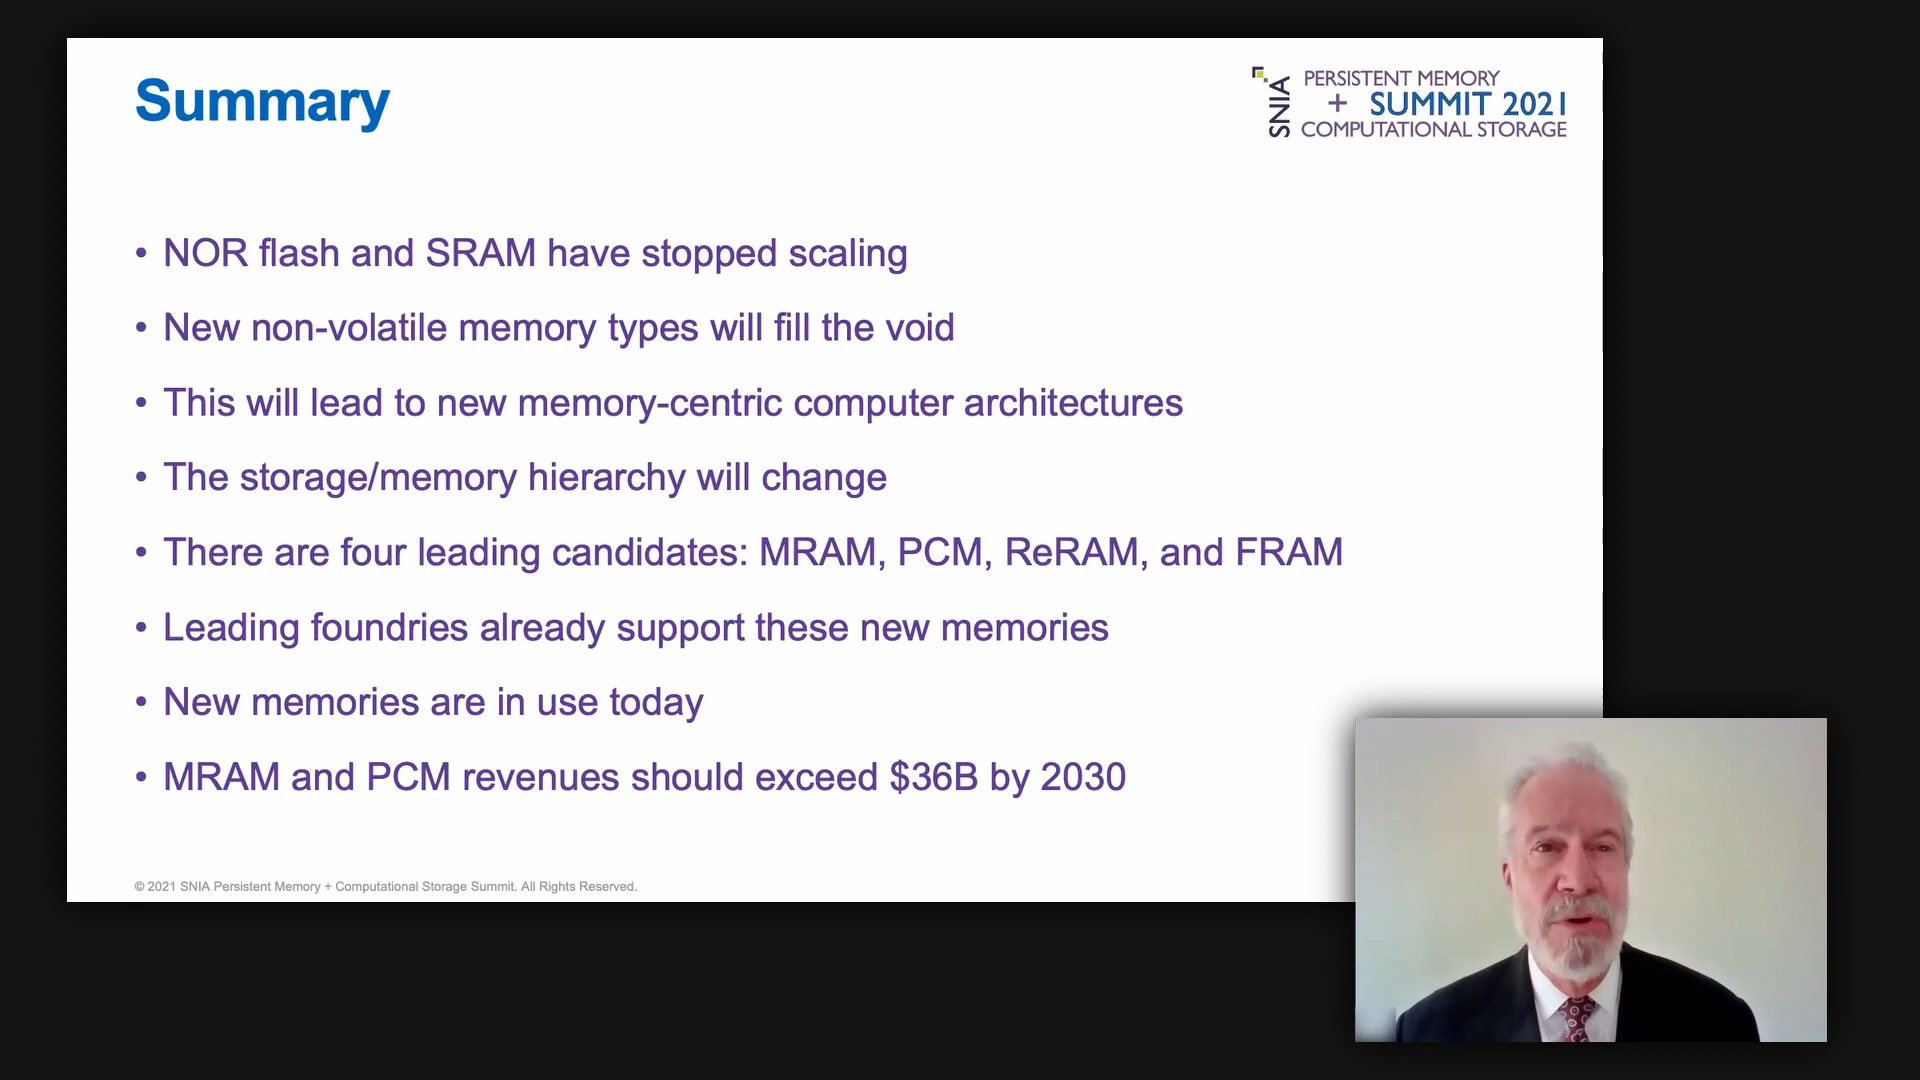 Summary
SNIA
PERSISTENT MEMORY
+ SUMMIT 2021
COMPUTATIONAL STORAGE
• NOR flash and SRAM have stopped scaling
• New non-volatile memory types will fill the void
• This will lead to new memory-centric computer architectures
• The storage/memory hierarchy will change
• There are four leading candidates: MRAM, PCM, ReRAM, and FRAM
• Leading foundries already support these new memories
• New memories are in use today
• MRAM and PCM revenues should exceed $36B by 2030
© 2021 SNIA Persistent Memory + Computational Storage Summit. All Rights Reserved.